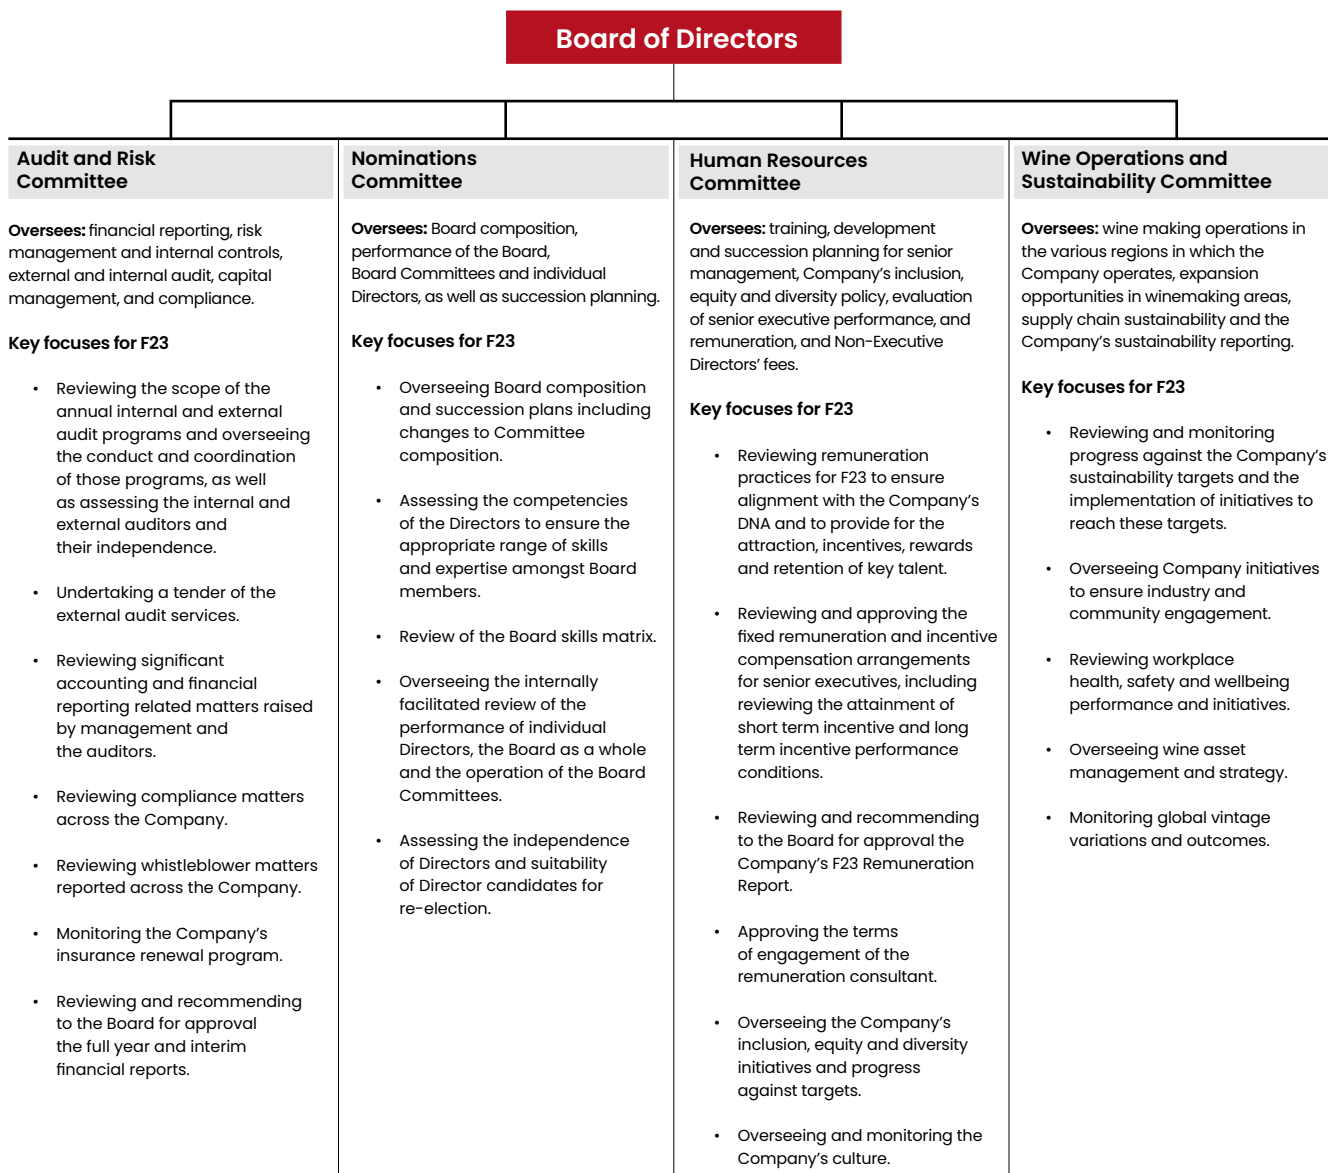 Board of Directors
Audit and Risk
Committee
Oversees: financial reporting, risk
management and internal controls,
external and internal audit, capital
management, and compliance.
Key focuses for F23
• Reviewing the scope of the
annual internal and external
audit programs and overseeing
the conduct and coordination
of those programs, as well
as assessing the internal and
external auditors and
their independence.
• Undertaking a tender of the
external audit services.
• Reviewing significant
accounting and financial
reporting related matters raised
by management and
the auditors.
• Reviewing compliance matters
across the Company.
• Reviewing whistleblower matters
reported across the Company.
• Monitoring the Company's
insurance renewal program.
• Reviewing and recommending
to the Board for approval
the full year and interim
financial reports.
Nominations
Committee
Oversees: Board composition,
performance of the Board,
Board Committees and individual
Directors, as well as succession planning.
Key focuses for F23
• Overseeing Board composition
and succession plans including
changes to Committee
composition.
• Assessing the competencies
of the Directors to ensure the
appropriate range of skills
and expertise amongst Board
members.
• Review of the Board skills matrix.
• Overseeing the internally
facilitated review of the
performance of individual
Directors, the Board as a whole
and the operation of the Board
Committees.
• Assessing the independence
of Directors and suitability
of Director candidates for
re-election.
Human Resources
Committee
Oversees: training, development
and succession planning for senior
management, Company's inclusion,
equity and diversity policy, evaluation
of senior executive performance, and
remuneration, and Non-Executive
Directors' fees.
Key focuses for F23
• Reviewing remuneration
practices for F23 to ensure
alignment with the Company's
DNA and to provide for the
attraction, incentives, rewards
and retention of key talent.
• Reviewing and approving the
fixed remuneration and incentive
compensation arrangements
for senior executives, including
reviewing the attainment of
short term incentive and long
term incentive performance
conditions.
• Reviewing and recommending
to the Board for approval the
Company's F23 Remuneration
Report.
• Approving the terms
of engagement of the
remuneration consultant.
• Overseeing the Company's
inclusion, equity and diversity
initiatives and progress
against targets.
• Overseeing and monitoring the
Company's culture.
Wine Operations and
Sustainability Committee
Oversees: wine making operations in
the various regions in which the
Company operates, expansion
opportunities in winemaking areas,
supply chain sustainability and the
Company's sustainability reporting.
Key focuses for F23
• Reviewing and monitoring
progress against the Company's
sustainability targets and the
implementation of initiatives to
reach these targets.
• Overseeing Company initiatives
to ensure industry and
community engagement.
• Reviewing workplace
health, safety and wellbeing
performance and initiatives.
• Overseeing wine asset
management and strategy.
• Monitoring global vintage
variations and outcomes.